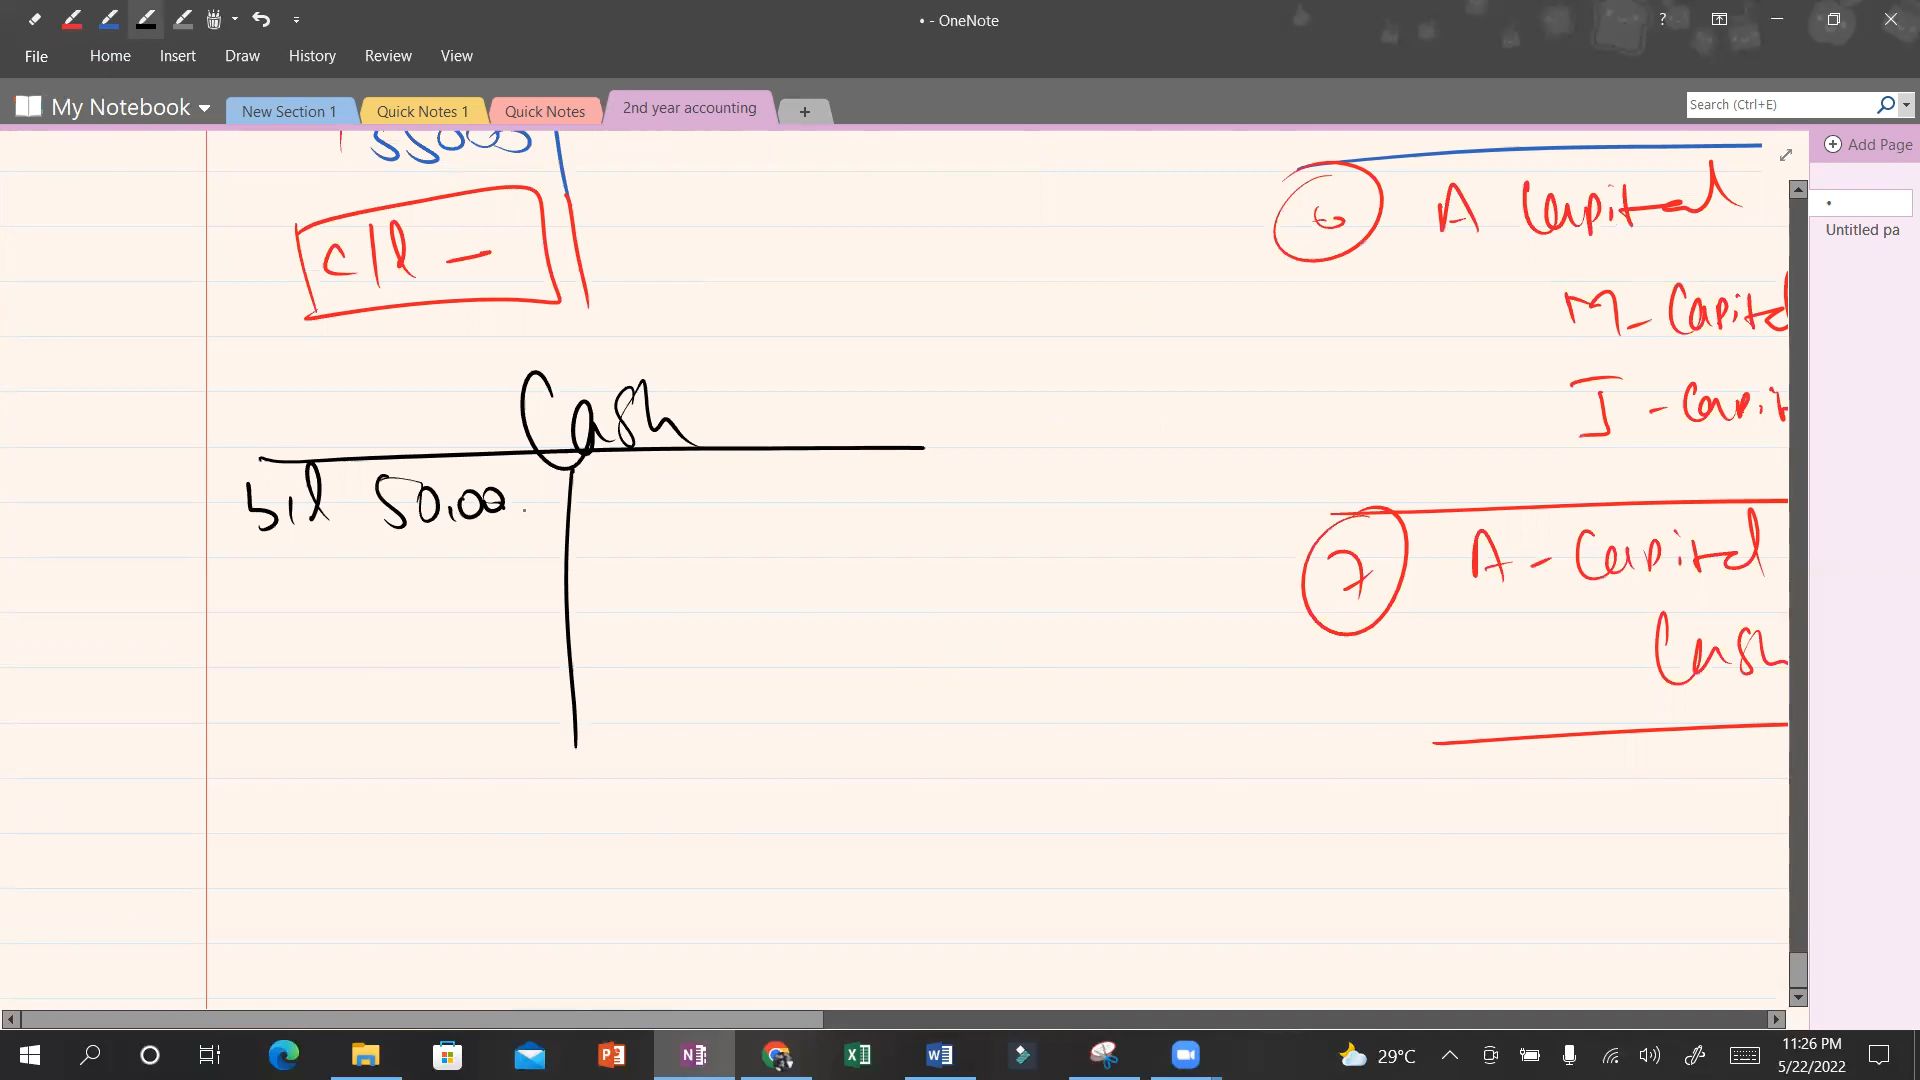 • - OneNote
?
File Home Insert Draw History Review View
My Notebook New Section 1 Quick Notes 1 Quick Notes 2nd year accounting +
Search (Ctrl+E)
Add Page
•
Untitled pa
55000
c/d -
6 A Capital
M - Capital
I - Capit
Cash
b/d 50,00
7 A - Capital
Cash
29°C
11:26 PM
5/22/2022